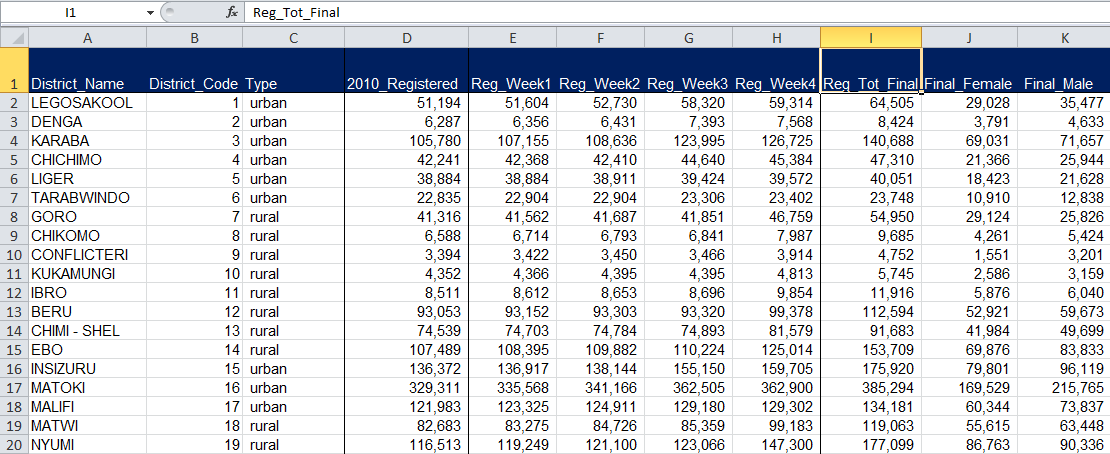 I1 fx Reg_Tot_Final
A B C D E F G H I J K
1 District_Name District_Code Type 2010_Registered Reg_Week1 Reg_Week2 Reg_Week3 Reg_Week4 Reg_Tot_Final Final_Female Final_Male
2 LEGOSAKOOL 1 urban 51,194 51,604 52,730 58,320 59,314 64,505 29,028 35,477
3 DENGA 2 urban 6,287 6,356 6,431 7,393 7,568 8,424 3,791 4,633
4 KARABA 3 urban 105,780 107,155 108,636 123,995 126,725 140,688 69,031 71,657
5 CHICHIMO 4 urban 42,241 42,368 42,410 44,640 45,384 47,310 21,366 25,944
6 LIGER 5 urban 38,884 38,884 38,911 39,424 39,572 40,051 18,423 21,628
7 TARABWINDO 6 urban 22,835 22,904 22,904 23,306 23,402 23,748 10,910 12,838
8 GORO 7 rural 41,316 41,562 41,687 41,851 46,759 54,950 29,124 25,826
9 CHIKOMO 8 rural 6,588 6,714 6,793 6,841 7,987 9,685 4,261 5,424
10 CONFLICTERI 9 rural 3,394 3,422 3,450 3,466 3,914 4,752 1,551 3,201
11 KUKAMUNGI 10 rural 4,352 4,366 4,395 4,395 4,813 5,745 2,586 3,159
12 IBRO 11 rural 8,511 8,612 8,653 8,696 9,854 11,916 5,876 6,040
13 BERU 12 rural 93,053 93,152 93,303 93,320 99,378 112,594 52,921 59,673
14 CHIMI - SHEL 13 rural 74,539 74,703 74,784 74,893 81,579 91,683 41,984 49,699
15 EBO 14 rural 107,489 108,395 109,882 110,224 125,014 153,709 69,876 83,833
16 INSIZURU 15 urban 136,372 136,917 138,144 155,150 159,705 175,920 79,801 96,119
17 MATOKI 16 urban 329,311 335,568 341,166 362,505 362,900 385,294 169,529 215,765
18 MALIFI 17 urban 121,983 123,325 124,911 129,180 129,302 134,181 60,344 73,837
19 MATWI 18 rural 82,683 83,275 84,726 85,359 99,183 119,063 55,615 63,448
20 NYUMI 19 rural 116,513 119,249 121,100 123,066 147,300 177,099 86,763 90,336